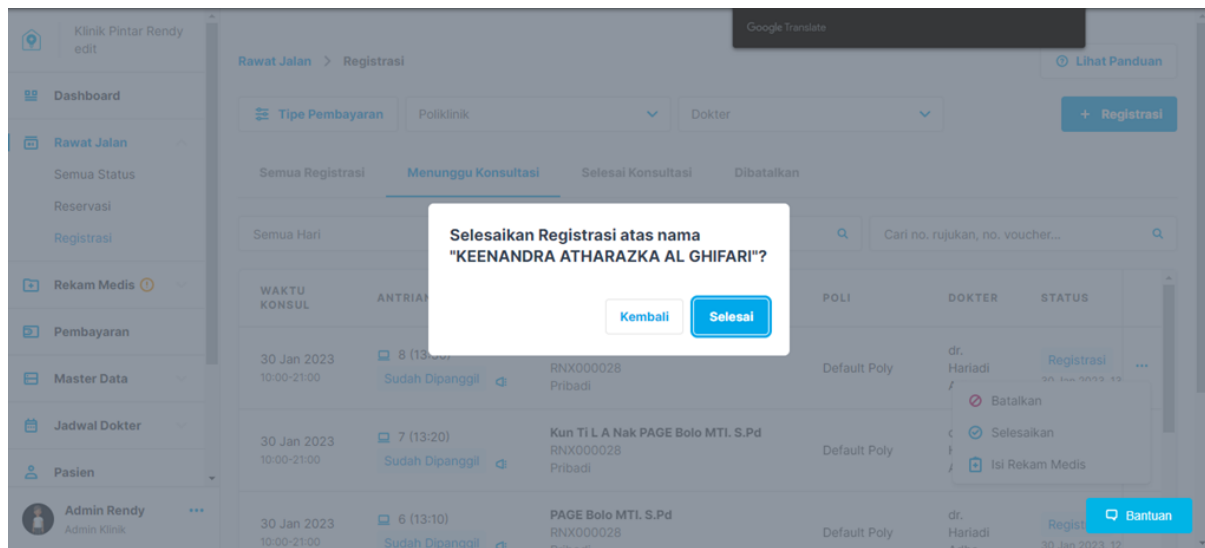 Klinik Pintar Rendy
edit
Google Translate
Rawat Jalan > Registrasi
Lihat Panduan
Dashboard
Tipe Pembayaran
Poliklinik
Dokter
+ Registrasi
Rawat Jalan
Semua Status
Reservasi
Registrasi
Semua Registrasi
Menunggu Konsultasi
Selesai Konsultasi
Dibatalkan
Semua Hari
Cari no. rujukan, no. voucher...
Selesaikan Registrasi atas nama
"KEENANDRA ATHARAZKA AL GHIFARI"?
Kembali
Selesai
Rekam Medis
Pembayaran
Master Data
Jadwal Dokter
Pasien
Admin Rendy
Admin Klinik
WAKTU KONSUL
POLI
DOKTER
STATUS
30 Jan 2023
10:00-21:00
Sudah Dipanggil
RNX000028
Pribadi
Default Poly
dr.
Hariadi
Registrasi
Batalkan
Selesaikan
Isi Rekam Medis
30 Jan 2023
10:00-21:00
7 (13:20)
Sudah Dipanggil
Kun Ti L A Nak PAGE Bolo MTI. S.Pd
RNX000028
Pribadi
Default Poly
30 Jan 2023
10:00-21:00
6 (13:10)
Sudah Dipanggil
PAGE Bolo MTI. S.Pd
RNX000028
Default Poly
dr.
Hariadi
Bantuan